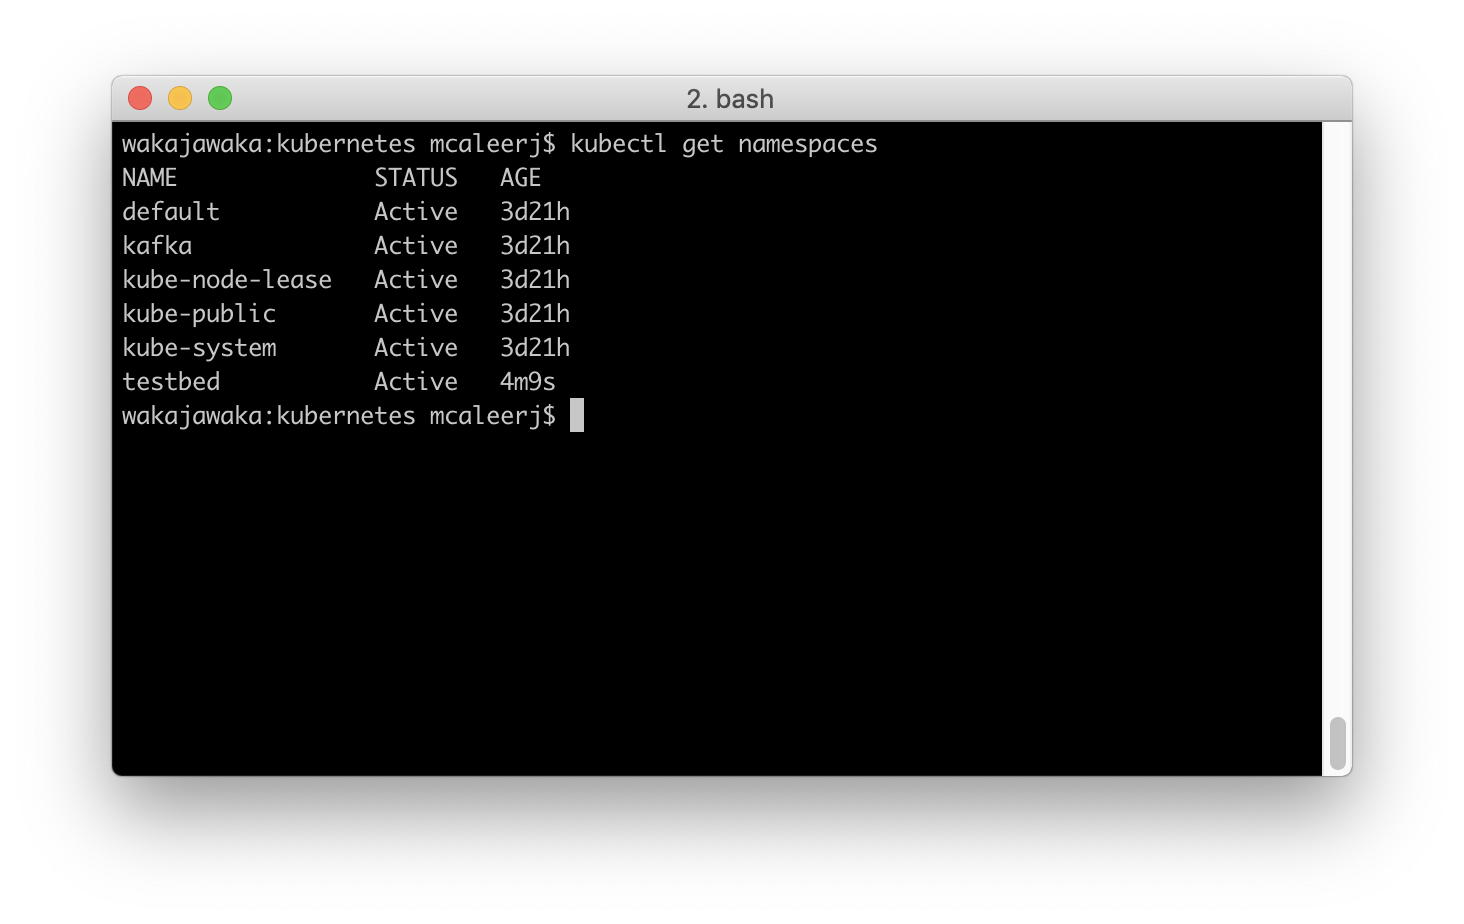 2. bash
wakajawaka:kubernetes mcaleerj$ kubectl get namespaces
NAME              STATUS   AGE
default           Active   3d21h
kafka             Active   3d21h
kube-node-lease   Active   3d21h
kube-public       Active   3d21h
kube-system       Active   3d21h
testbed           Active   4m9s
wakajawaka:kubernetes mcaleerj$